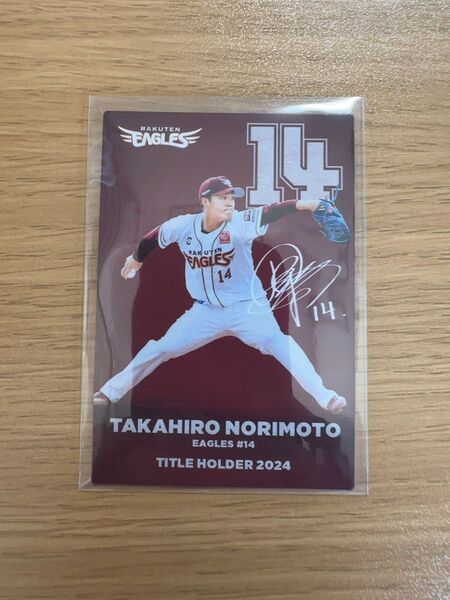 RAKUTEN
EAGLES
14
RAKUTEN
EAGLES
14
14.
TAKAHIRO NORIMOTO
EAGLES #14
TITLE HOLDER 2024